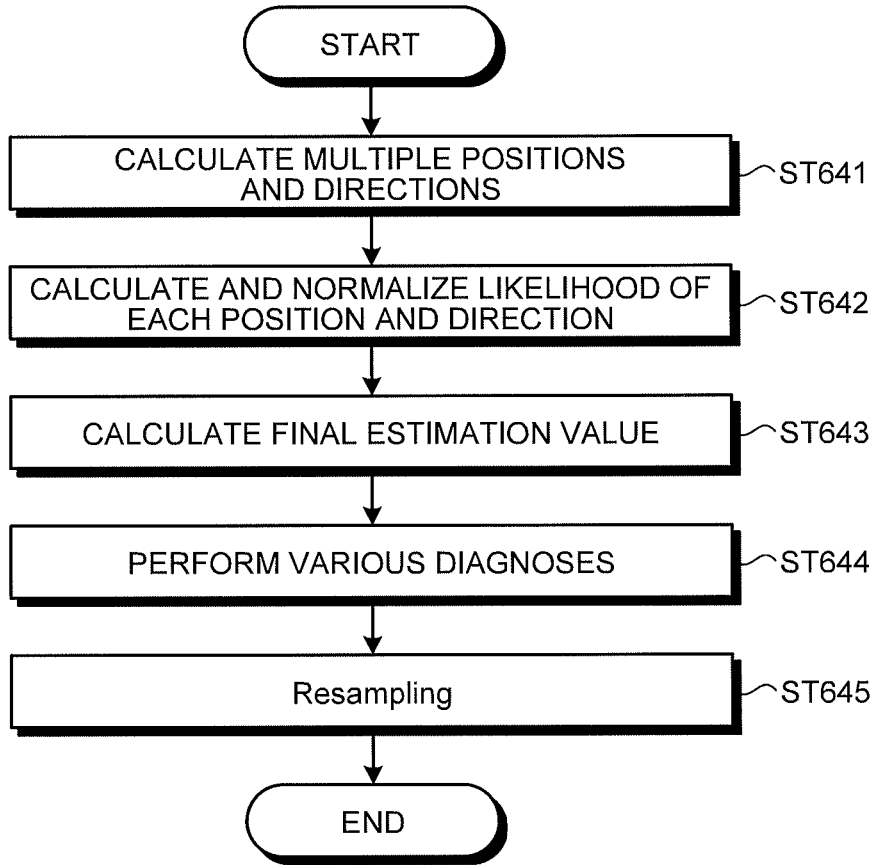 START
CALCULATE MULTIPLE POSITIONS
AND DIRECTIONS
ST641
CALCULATE AND NORMALIZE LIKELIHOOD OF
EACH POSITION AND DIRECTION
ST642
CALCULATE FINAL ESTIMATION VALUE
ST643
PERFORM VARIOUS DIAGNOSES
ST644
Resampling
ST645
END